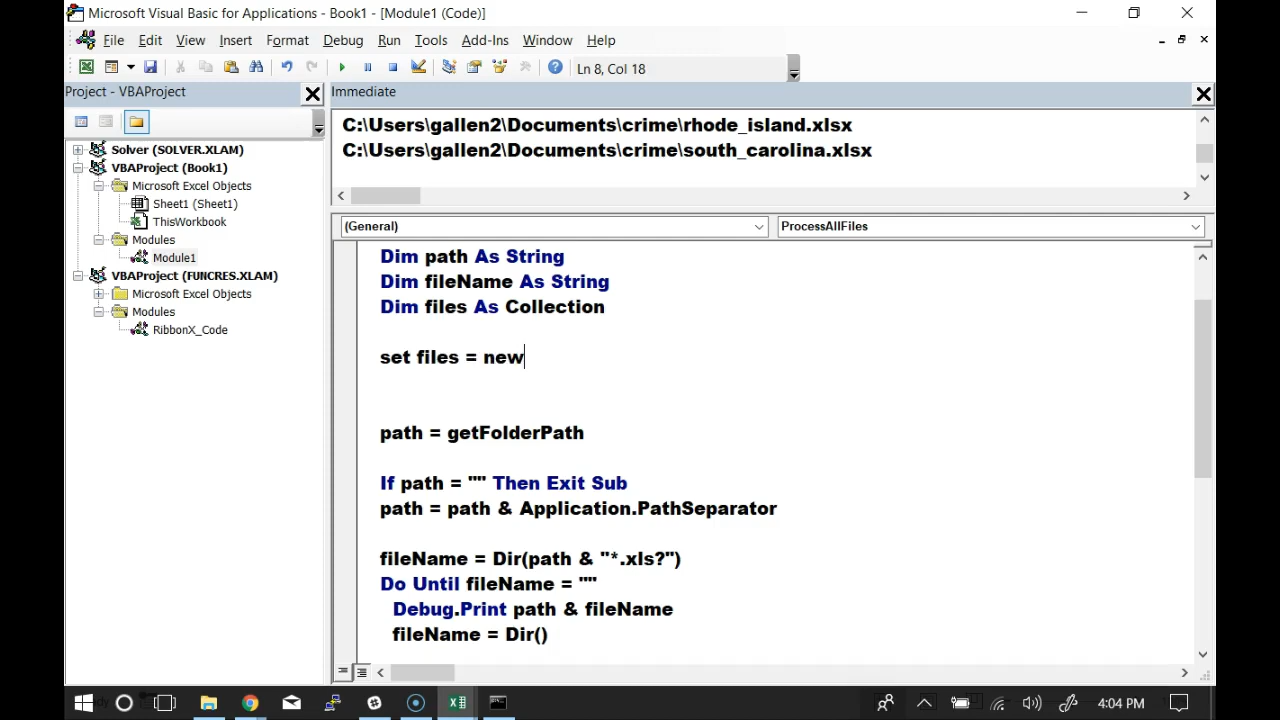 Microsoft Visual Basic for Applications - Book1 - [Module1 (Code)]
File Edit View Insert Format Debug Run Tools Add-Ins Window Help
Ln 8, Col 18
Project - VBAProject
Immediate
Solver (SOLVER.XLAM)
VBAProject (Book1)
Microsoft Excel Objects
Sheet1 (Sheet1)
ThisWorkbook
Modules
Module1
VBAProject (FUNCRES.XLAM)
Microsoft Excel Objects
Modules
RibbonX_Code
C:\Users\gallen2\Documents\crime\rhode_island.xlsx
C:\Users\gallen2\Documents\crime\south_carolina.xlsx
(General)
ProcessAllFiles
Dim path As String
Dim fileName As String
Dim files As Collection
set files = new
path = getFolderPath
If path = "" Then Exit Sub
path = path & Application.PathSeparator
fileName = Dir(path & "*.xls?")
Do Until fileName = ""
Debug.Print path & fileName
fileName = Dir()
4:04 PM